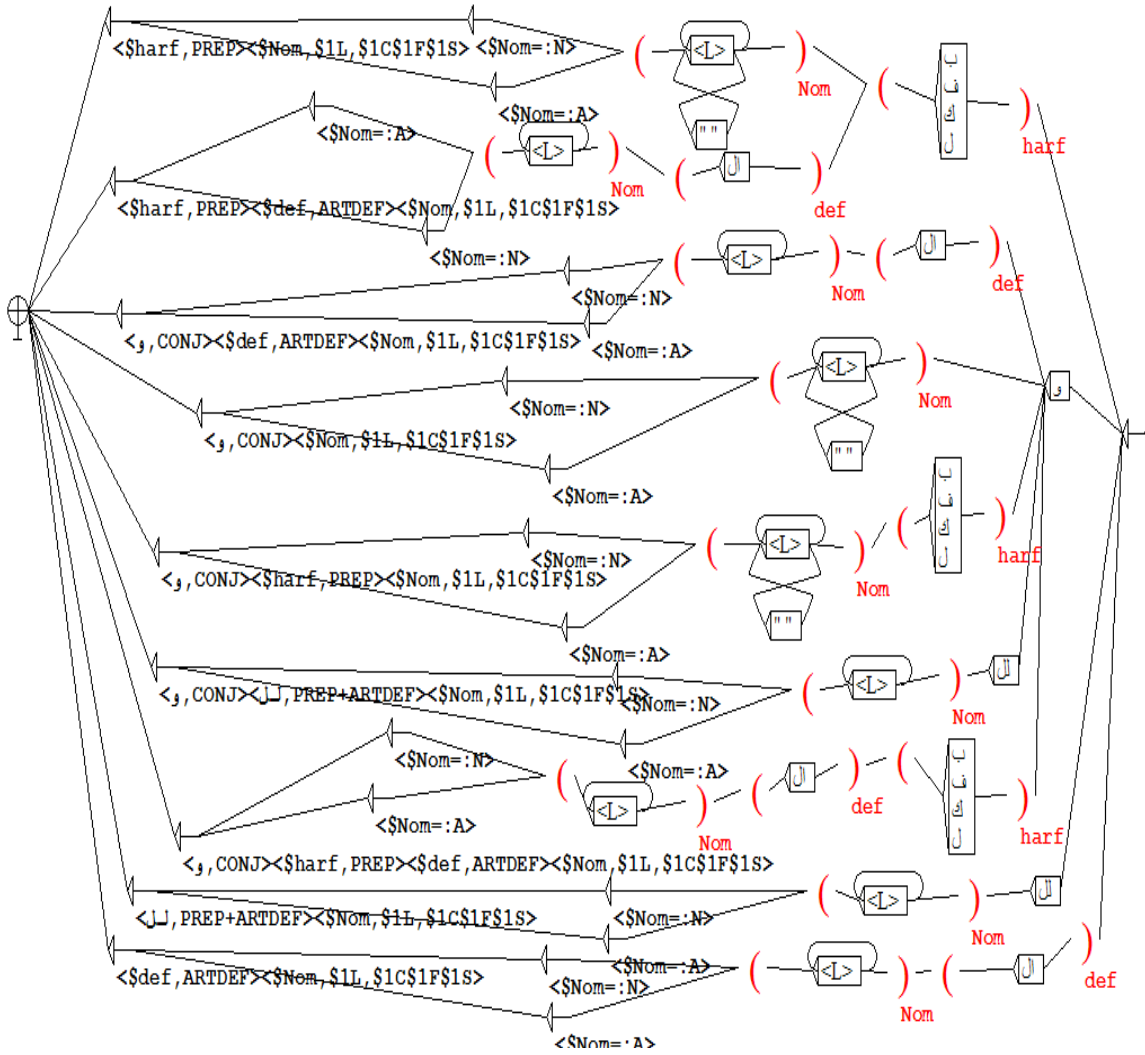 <$harf,PREP><$Nom,$1L,$1C$1F$1S>
<$Nom=:N>
<$Nom=:A>
( <L> " " ) Nom
( ب ف ك ل ) harf
<$Nom=:A>
<$harf,PREP><$def,ARTDEF><$Nom,$1L,$1C$1F$1S>
<$Nom=:N>
( <L> ) Nom
( ال ) def
<و,CONJ><$def,ARTDEF><$Nom,$1L,$1C$1F$1S>
<$Nom=:N>
<$Nom=:A>
( <L> ) Nom
( ال ) def
<و,CONJ><$Nom,$1L,$1C$1F$1S>
<$Nom=:N>
<$Nom=:A>
( <L> " " ) Nom
و
<و,CONJ><$harf,PREP><$Nom,$1L,$1C$1F$1S>
<$Nom=:N>
<$Nom=:A>
( <L> " " ) Nom
( ب ف ك ل ) harf
<و,CONJ><لـلـ,PREP+ARTDEF><$Nom,$1L,$1C$1F$1S>
<$Nom=:N>
<$Nom=:A>
( <L> ) Nom
لل
<$Nom=:N>
<$Nom=:A>
<و,CONJ><$harf,PREP><$def,ARTDEF><$Nom,$1L,$1C$1F$1S>
( <L> ) Nom
( ال ) def
( ب ف ك ل ) harf
<لـلـ,PREP+ARTDEF><$Nom,$1L,$1C$1F$1S>
<$Nom=:N>
<$Nom=:A>
( <L> ) Nom
لل
<$def,ARTDEF><$Nom,$1L,$1C$1F$1S>
<$Nom=:N>
<$Nom=:A>
( <L> ) Nom
( ال ) def